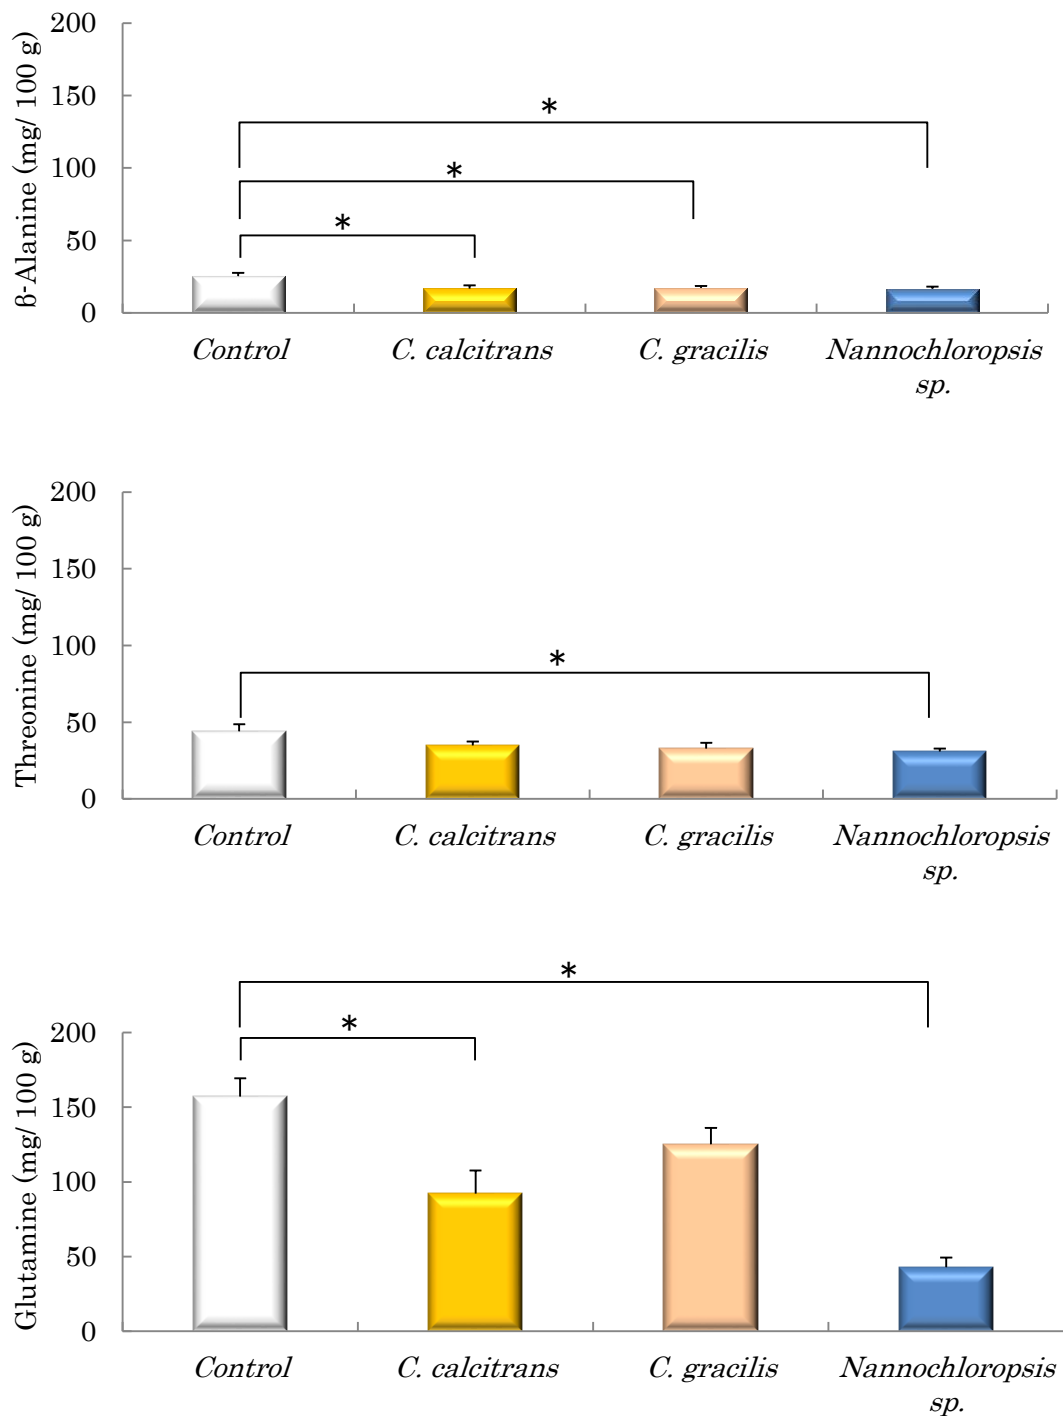 β-Alanine (mg/ 100 g)
200
150
100
50
0
*
*
*
Control
C. calcitrans
C. gracilis
Nannochloropsis
sp.
Threonine (mg/ 100 g)
200
150
100
50
0
*
Control
C. calcitrans
C. gracilis
Nannochloropsis
sp.
Glutamine (mg/ 100 g)
200
150
100
50
0
*
*
Control
C. calcitrans
C. gracilis
Nannochloropsis
sp.